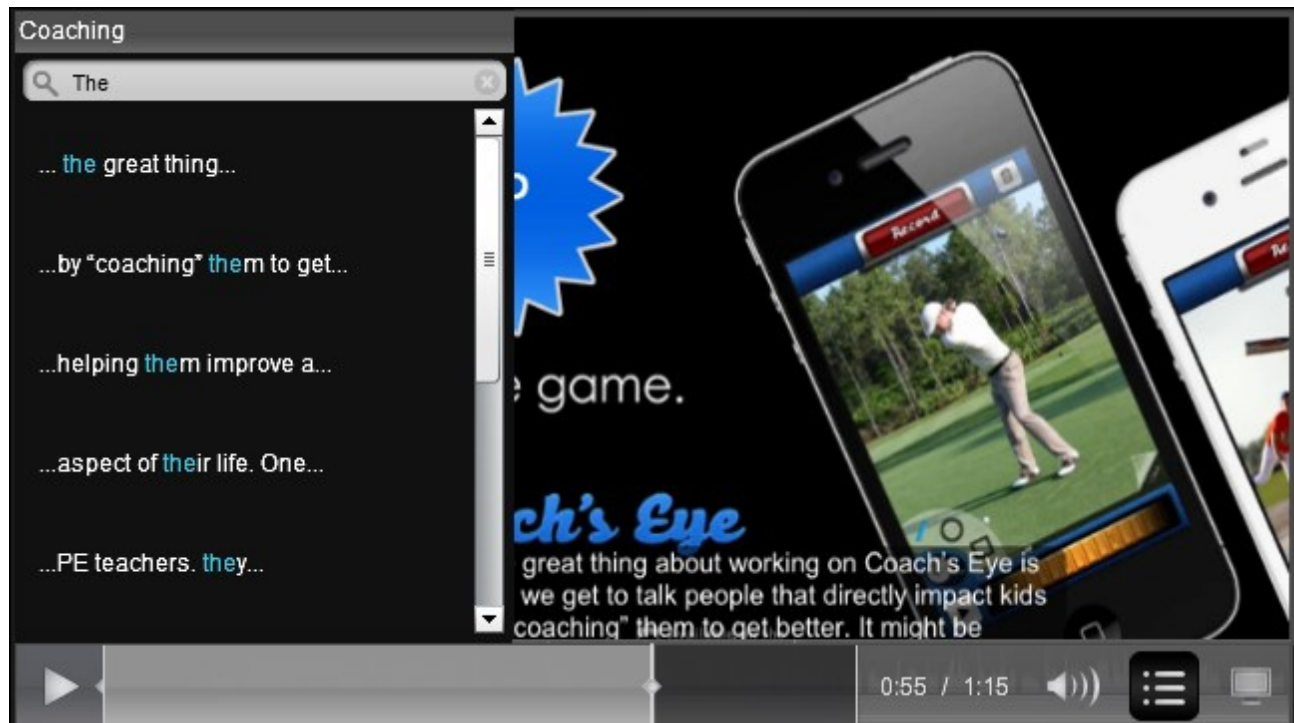 Coaching
The
... the great thing...
...by “coaching” them to get...
...helping them improve a...
...aspect of their life. One...
...PE teachers. they...
game.
Record
ch's Eye
great thing about working on Coach's Eye is
we get to talk people that directly impact kids
coaching” them to get better. It might be
0:55 / 1:15